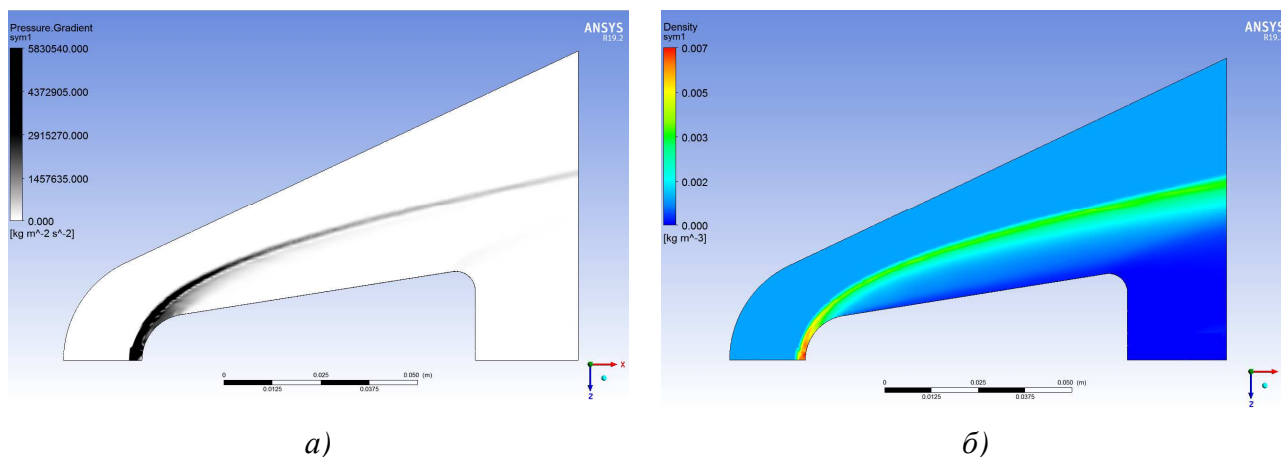 Pressure.Gradient
sym1
5830540.000
4372905.000
2915270.000
1457635.000
0.000
[kg m^-2 s^-2]
ANSYS
R19.2
0 0.025 0.050 (m)
0.0125 0.0375
X
Z
а)
Density
sym1
0.007
0.005
0.003
0.002
0.000
[kg m^-3]
ANSYS
0 0.025 0.050 (m)
0.0125 0.0375
Z
б)